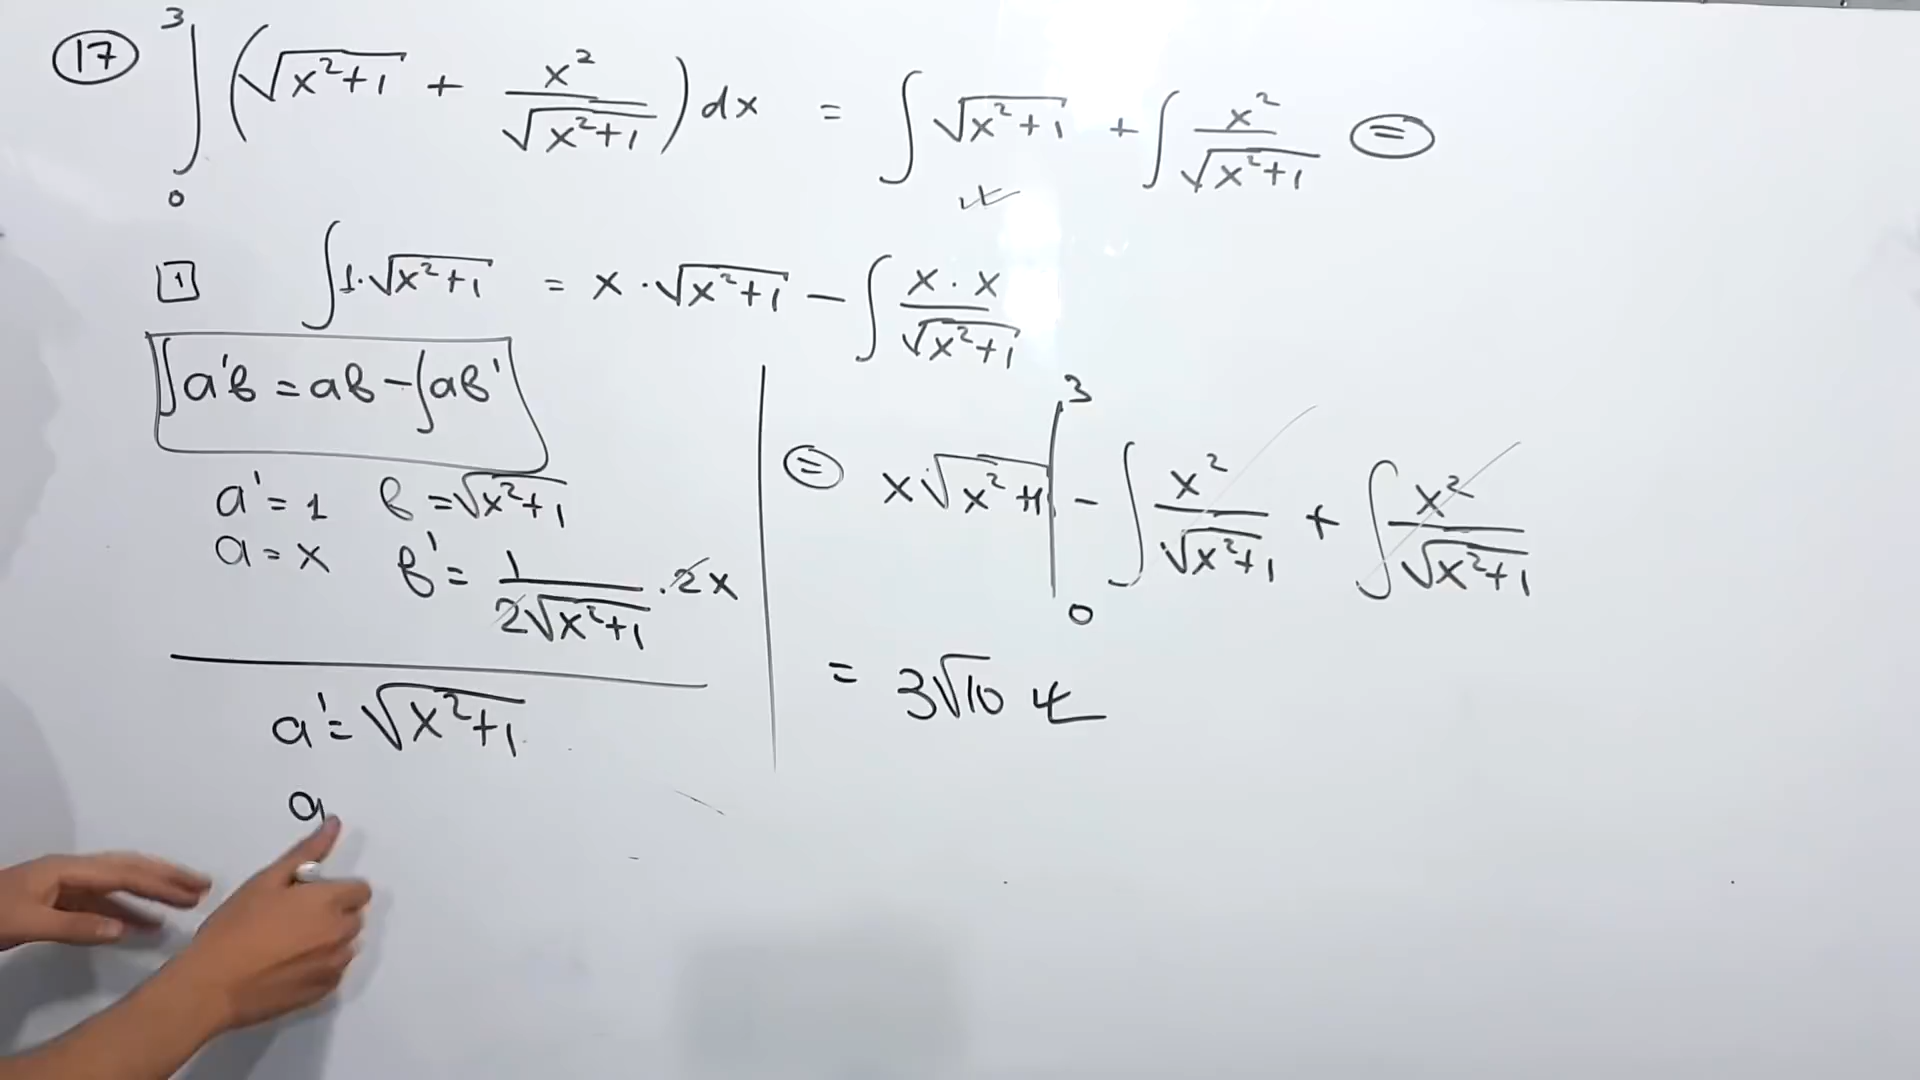 17 ∫₀³ (√(x²+1) + x²/√(x²+1)) dx = ∫√(x²+1) + ∫ x²/√(x²+1) =
1 ∫1·√(x²+1) = x·√(x²+1) - ∫ x·x/√(x²+1)
∫a'в = aв - ∫aв'
a' = 1 в = √(x²+1)
a = x в' = 1/(2√(x²+1)) · 2x
a' = √(x²+1)
a
= x√(x²+1) |₀³ - ∫ x²/√(x²+1) + ∫ x²/√(x²+1)
= 3√10